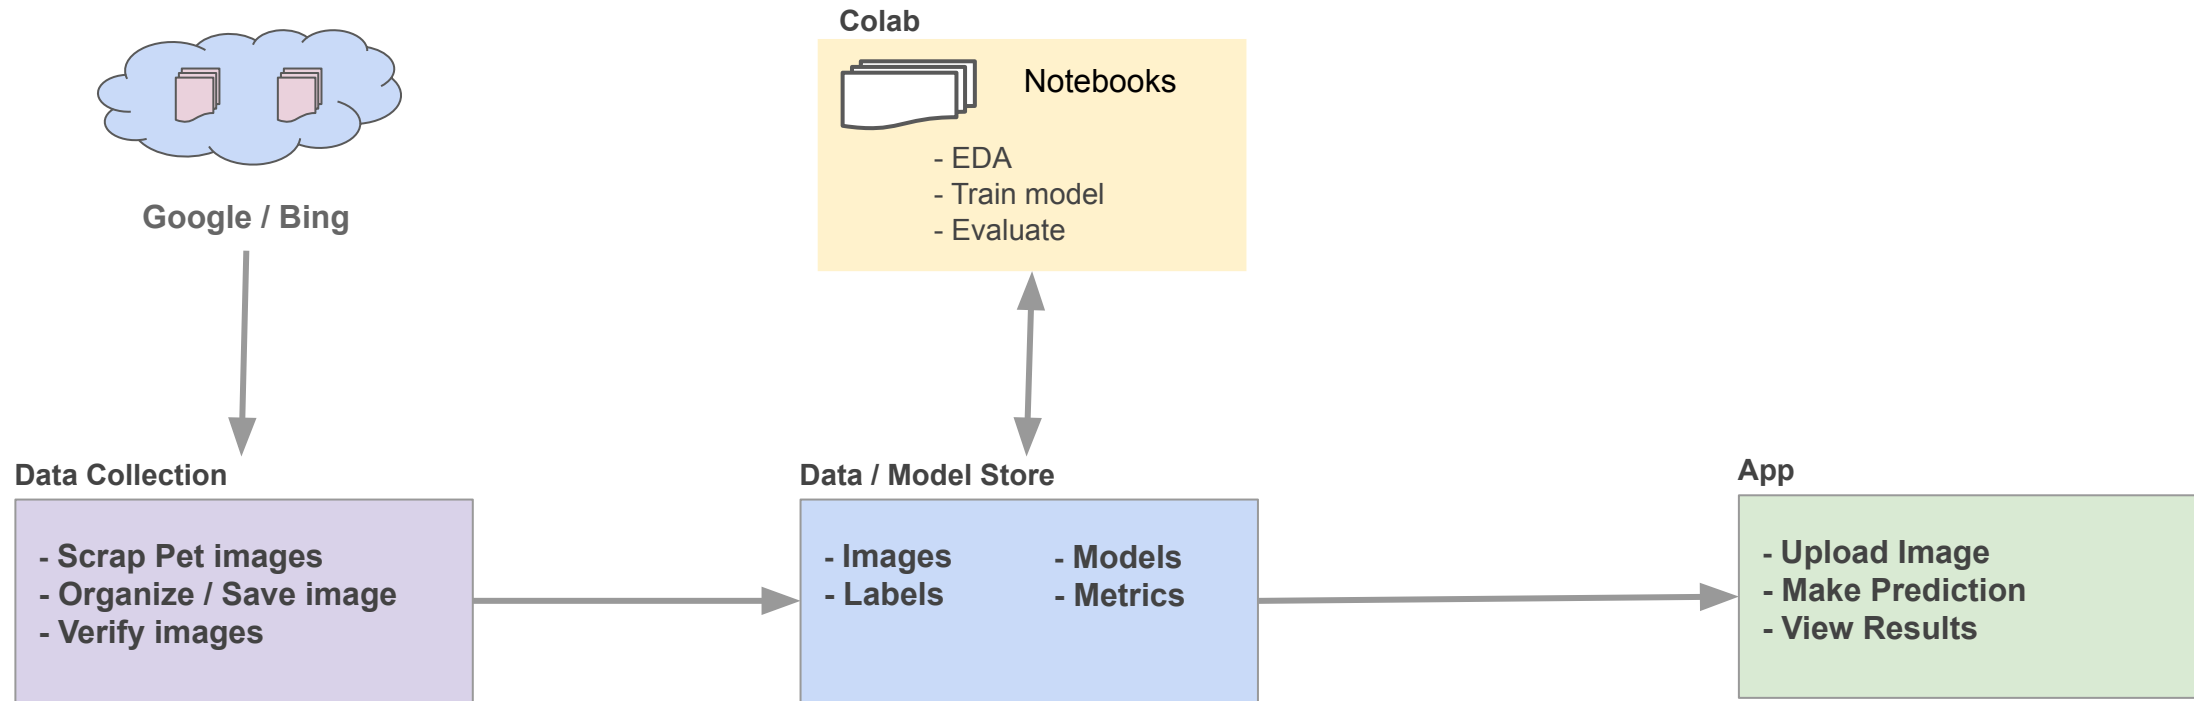 Google / Bing
Colab
Notebooks
- EDA
- Train model
- Evaluate
Data Collection
- Scrap Pet images
- Organize / Save image
- Verify images
Data / Model Store
- Images
- Labels
- Models
- Metrics
App
- Upload Image
- Make Prediction
- View Results